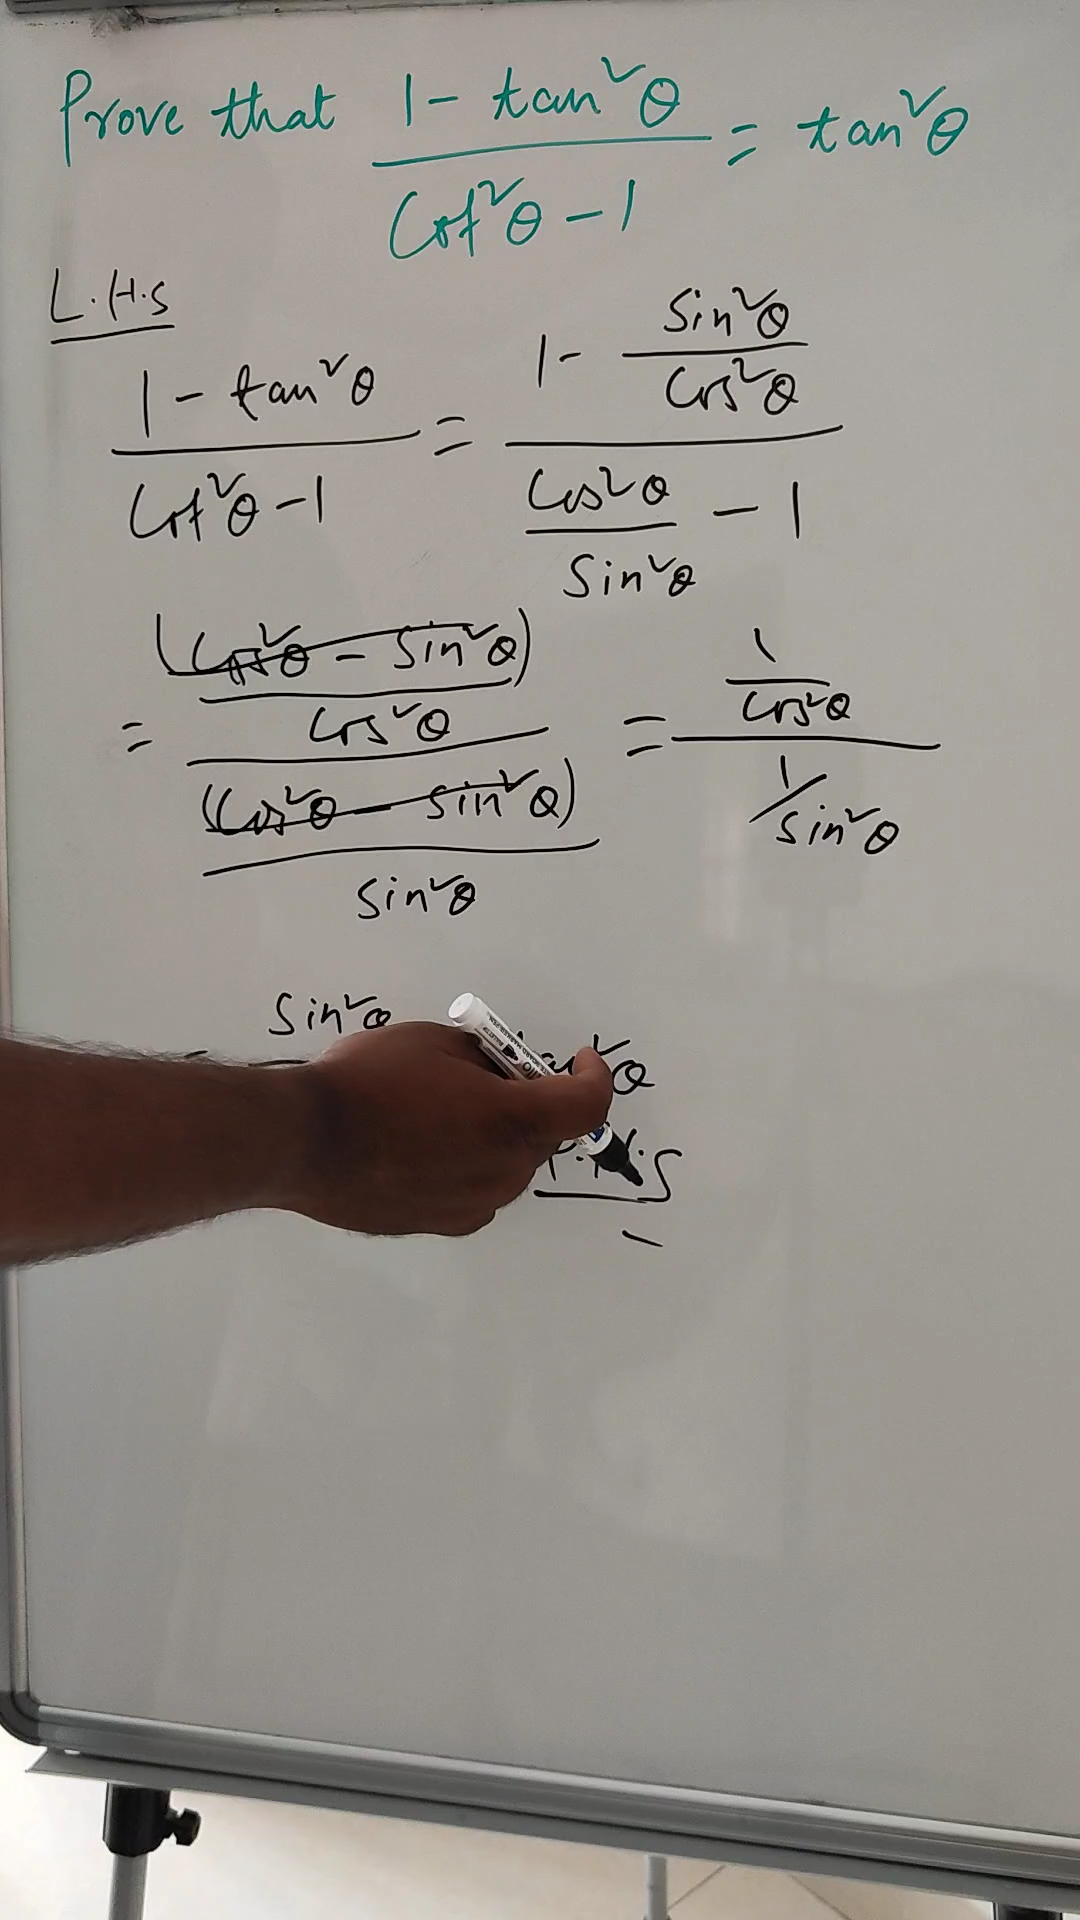 Prove that (1 - tan²θ)/(Cot²θ - 1) = tan²θ
L.H.S
(1 - tan²θ)/(Cot²θ - 1) = (1 - Sin²θ/Cos²θ)/(Cos²θ/Sin²θ - 1)
= ((Cos²θ - Sin²θ)/Cos²θ)/((Cos²θ - Sin²θ)/Sin²θ) = (1/Cos²θ)/(1/Sin²θ)
= Sin²θ